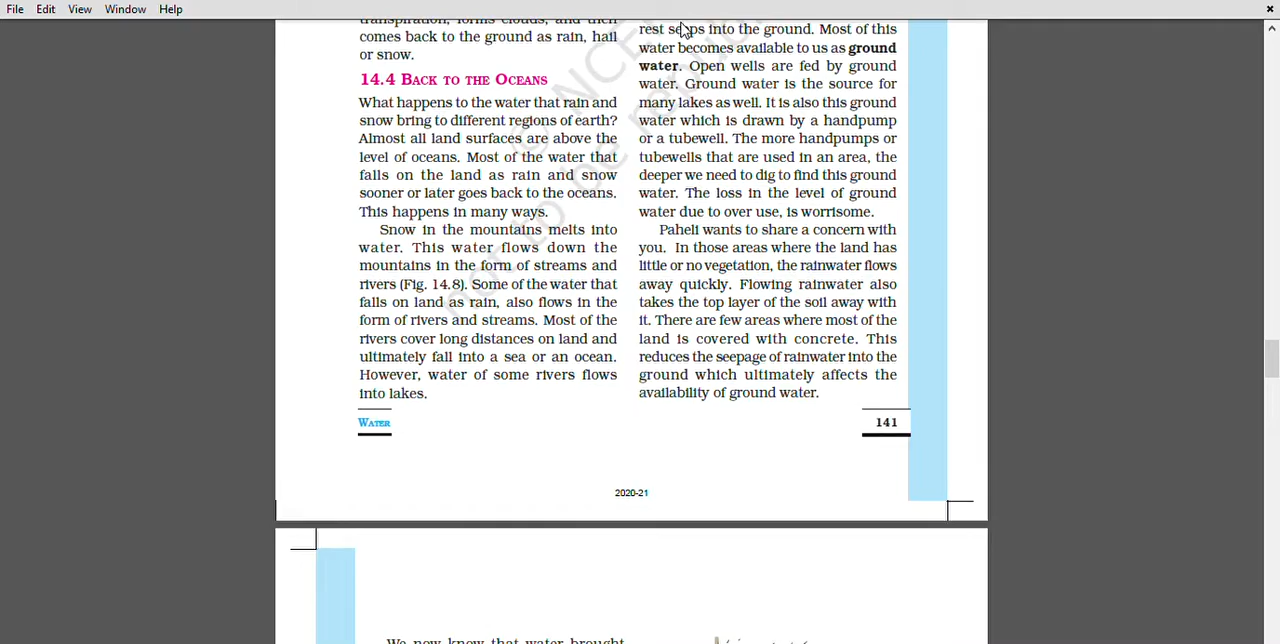 File Edit View Window Help
transpiration, forms clouds, and then
comes back to the ground as rain, hail
or snow.
14.4 BACK TO THE OCEANS
What happens to the water that rain and
snow bring to different regions of earth?
Almost all land surfaces are above the
level of oceans. Most of the water that
falls on the land as rain and snow
sooner or later goes back to the oceans.
This happens in many ways.
Snow in the mountains melts into
water. This water flows down the
mountains in the form of streams and
rivers (Fig. 14.8). Some of the water that
falls on land as rain, also flows in the
form of rivers and streams. Most of the
rivers cover long distances on land and
ultimately fall into a sea or an ocean.
However, water of some rivers flows
into lakes.
rest seeps into the ground. Most of this
water becomes available to us as ground
water. Open wells are fed by ground
water. Ground water is the source for
many lakes as well. It is also this ground
water which is drawn by a handpump
or a tubewell. The more handpumps or
tubewells that are used in an area, the
deeper we need to dig to find this ground
water. The loss in the level of ground
water due to over use, is worrisome.
Paheli wants to share a concern with
you. In those areas where the land has
little or no vegetation, the rainwater flows
away quickly. Flowing rainwater also
takes the top layer of the soil away with
it. There are few areas where most of the
land is covered with concrete. This
reduces the seepage of rainwater into the
ground which ultimately affects the
availability of ground water.
WATER
141
2020-21
We now know that water brought